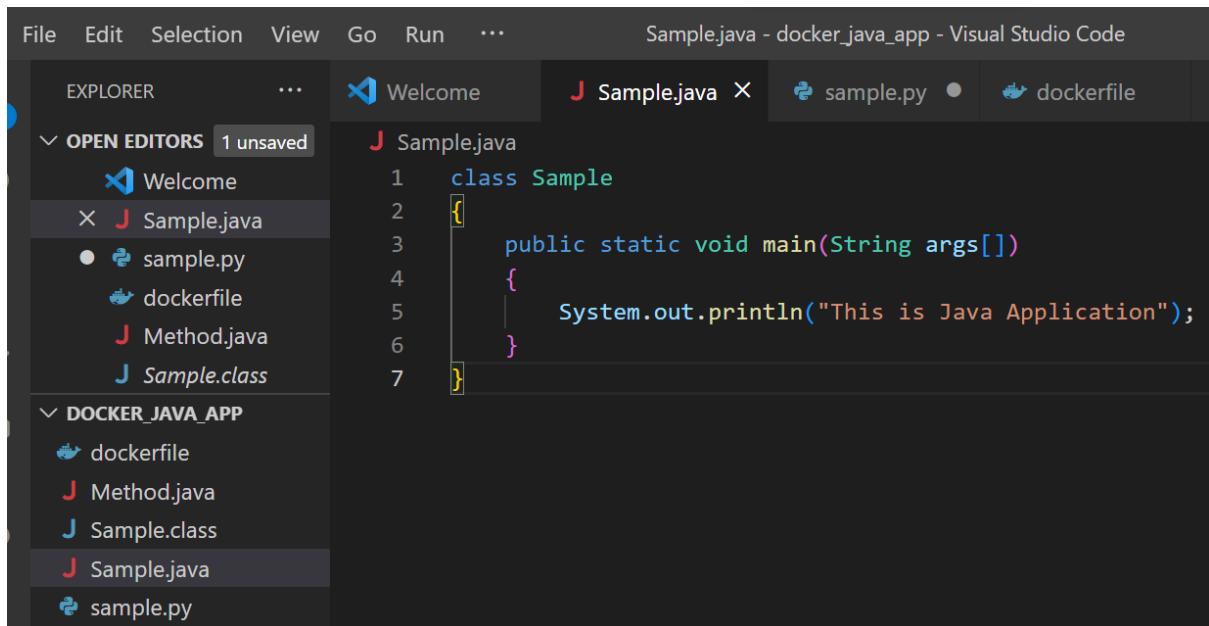 File Edit Selection View Go Run ··· Sample.java - docker_java_app - Visual Studio Code
EXPLORER ···
OPEN EDITORS 1 unsaved
Welcome
Sample.java
sample.py
dockerfile
Method.java
Sample.class
DOCKER_JAVA_APP
dockerfile
Method.java
Sample.class
Sample.java
sample.py
Welcome Sample.java sample.py dockerfile
Sample.java
1 class Sample
2 {
3 public static void main(String args[])
4 {
5 System.out.println("This is Java Application");
6 }
7 }